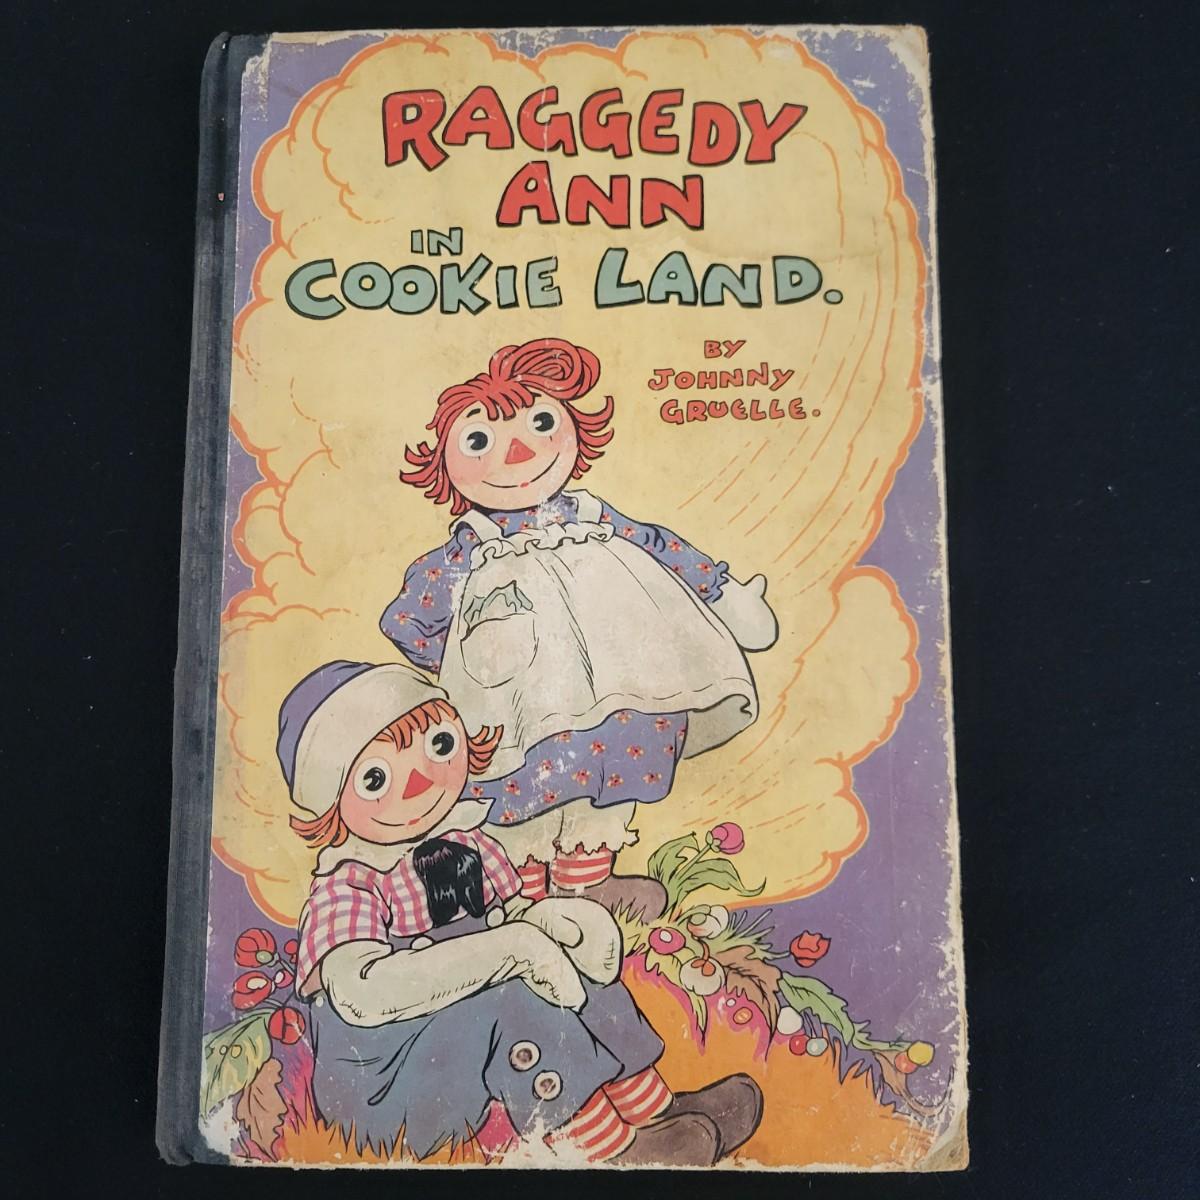 RAGGEDY
ANN
IN
COOKIE LAND.
BY
JOHNNY
GRUELLE.